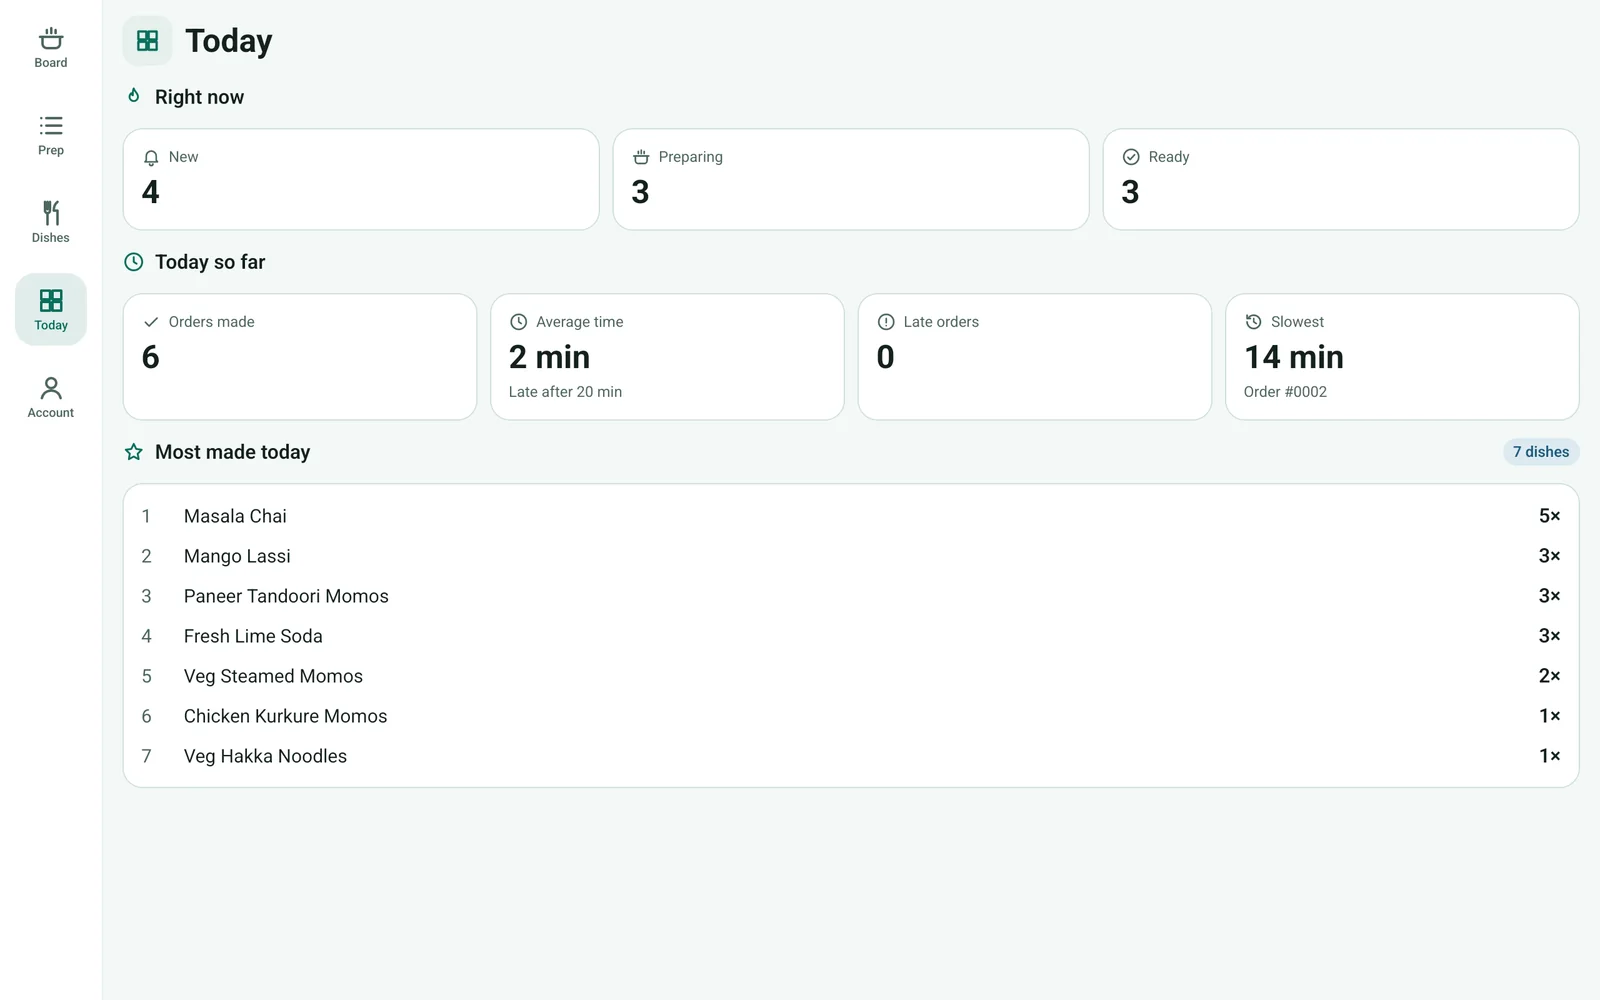 Board
Prep
Dishes
Today
Account
Today
Right now
New
4
Preparing
3
Ready
3
Today so far
Orders made
6
Average time
2 min
Late after 20 min
Late orders
0
Slowest
14 min
Order #0002
Most made today
7 dishes
1 Masala Chai 5×
2 Mango Lassi 3×
3 Paneer Tandoori Momos 3×
4 Fresh Lime Soda 3×
5 Veg Steamed Momos 2×
6 Chicken Kurkure Momos 1×
7 Veg Hakka Noodles 1×